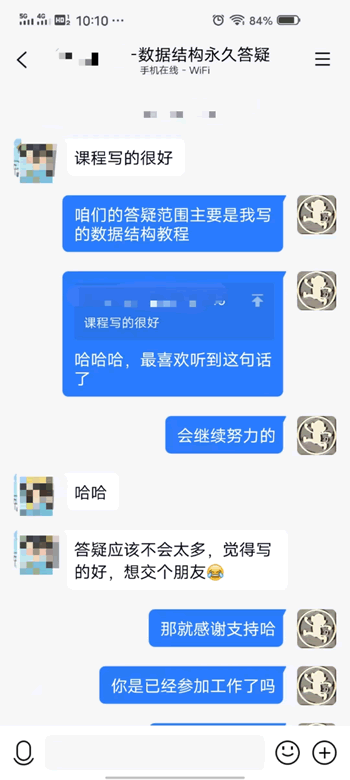 5G 4G HD 1 2 10:10 ··· 84%
-数据结构永久答疑
手机在线 - WiFi
课程写的很好
咱们的答疑范围主要是我写
的数据结构教程
课程写的很好
哈哈哈，最喜欢听到这句话
了
会继续努力的
哈哈
答疑应该不会太多，觉得写
的好，想交个朋友😂
那就感谢支持哈
你是已经参加工作了吗